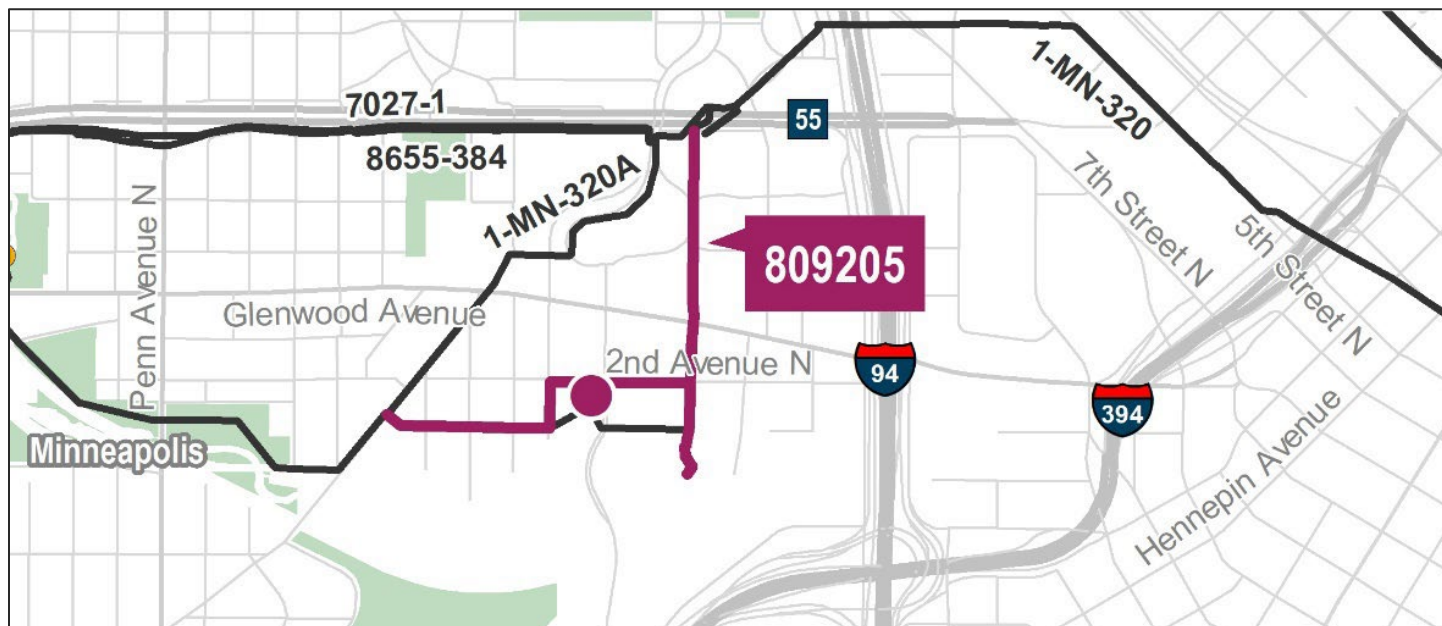 7027-1
55
1-MN-320
8655-384
1-MN-320A
7th Street N
Penn Avenue N
809205
5th Street N
Glenwood Avenue
2nd Avenue N
94
394
Minneapolis
Hennepin Avenue